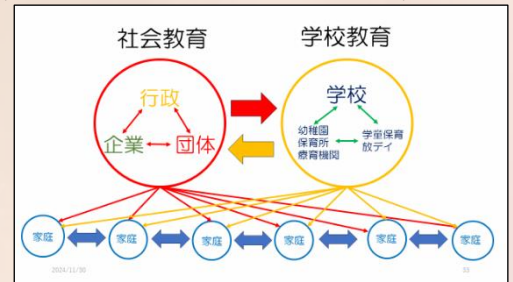 社会教育
学校教育
行政
企業
団体
学校
幼稚園
保育所
療育機関
学童保育
放デイ
家庭
家庭
家庭
家庭
家庭
家庭
2024/11/30
33